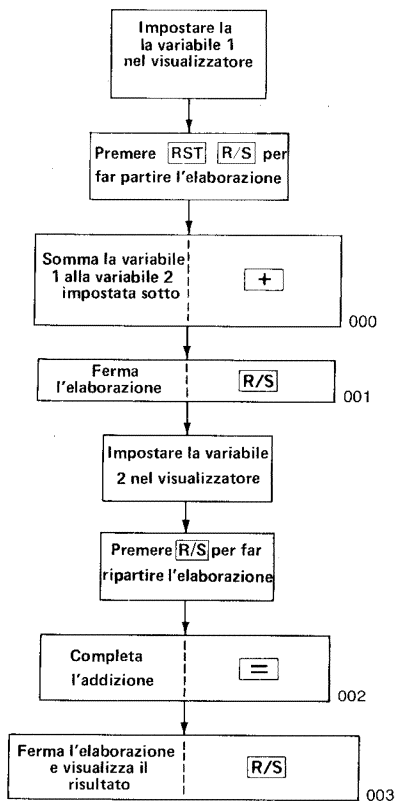 Impostare la
la variabile 1
nel visualizzatore
Premere RST R/S per
far partire l'elaborazione
Somma la variabile
1 alla variabile 2
impostata sotto
+
000
Ferma
l'elaborazione
R/S
001
Impostare la variabile
2 nel visualizzatore
Premere R/S per far
ripartire l'elaborazione
Completa
l'addizione
=
002
Ferma l'elaborazione
e visualizza il
risultato
R/S
003